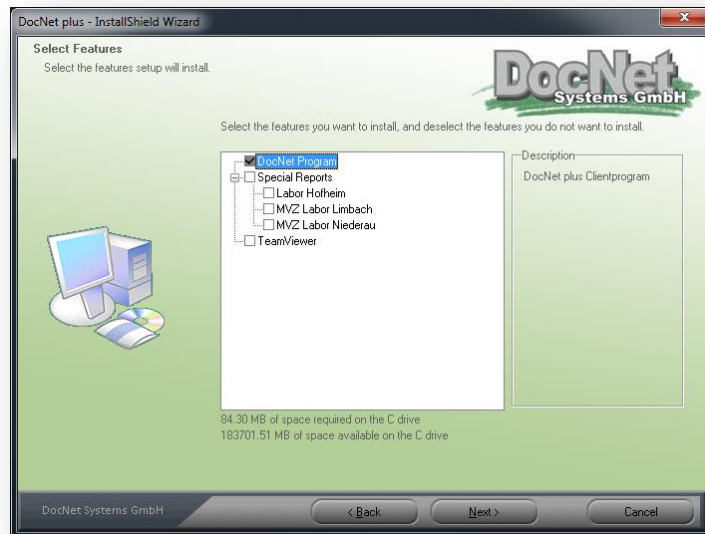 DocNet plus - InstallShield Wizard
Select Features
Select the features setup will install.
DocNet
Systems GmbH
Select the features you want to install, and deselect the features you do not want to install.
DocNet Program
Special Reports
Labor Hofheim
MVZ Labor Limbach
MVZ Labor Niederau
TeamViewer
Description
DocNet plus Clientprogram
84.30 MB of space required on the C drive
183701.51 MB of space available on the C drive
DocNet Systems GmbH
< Back
Next >
Cancel